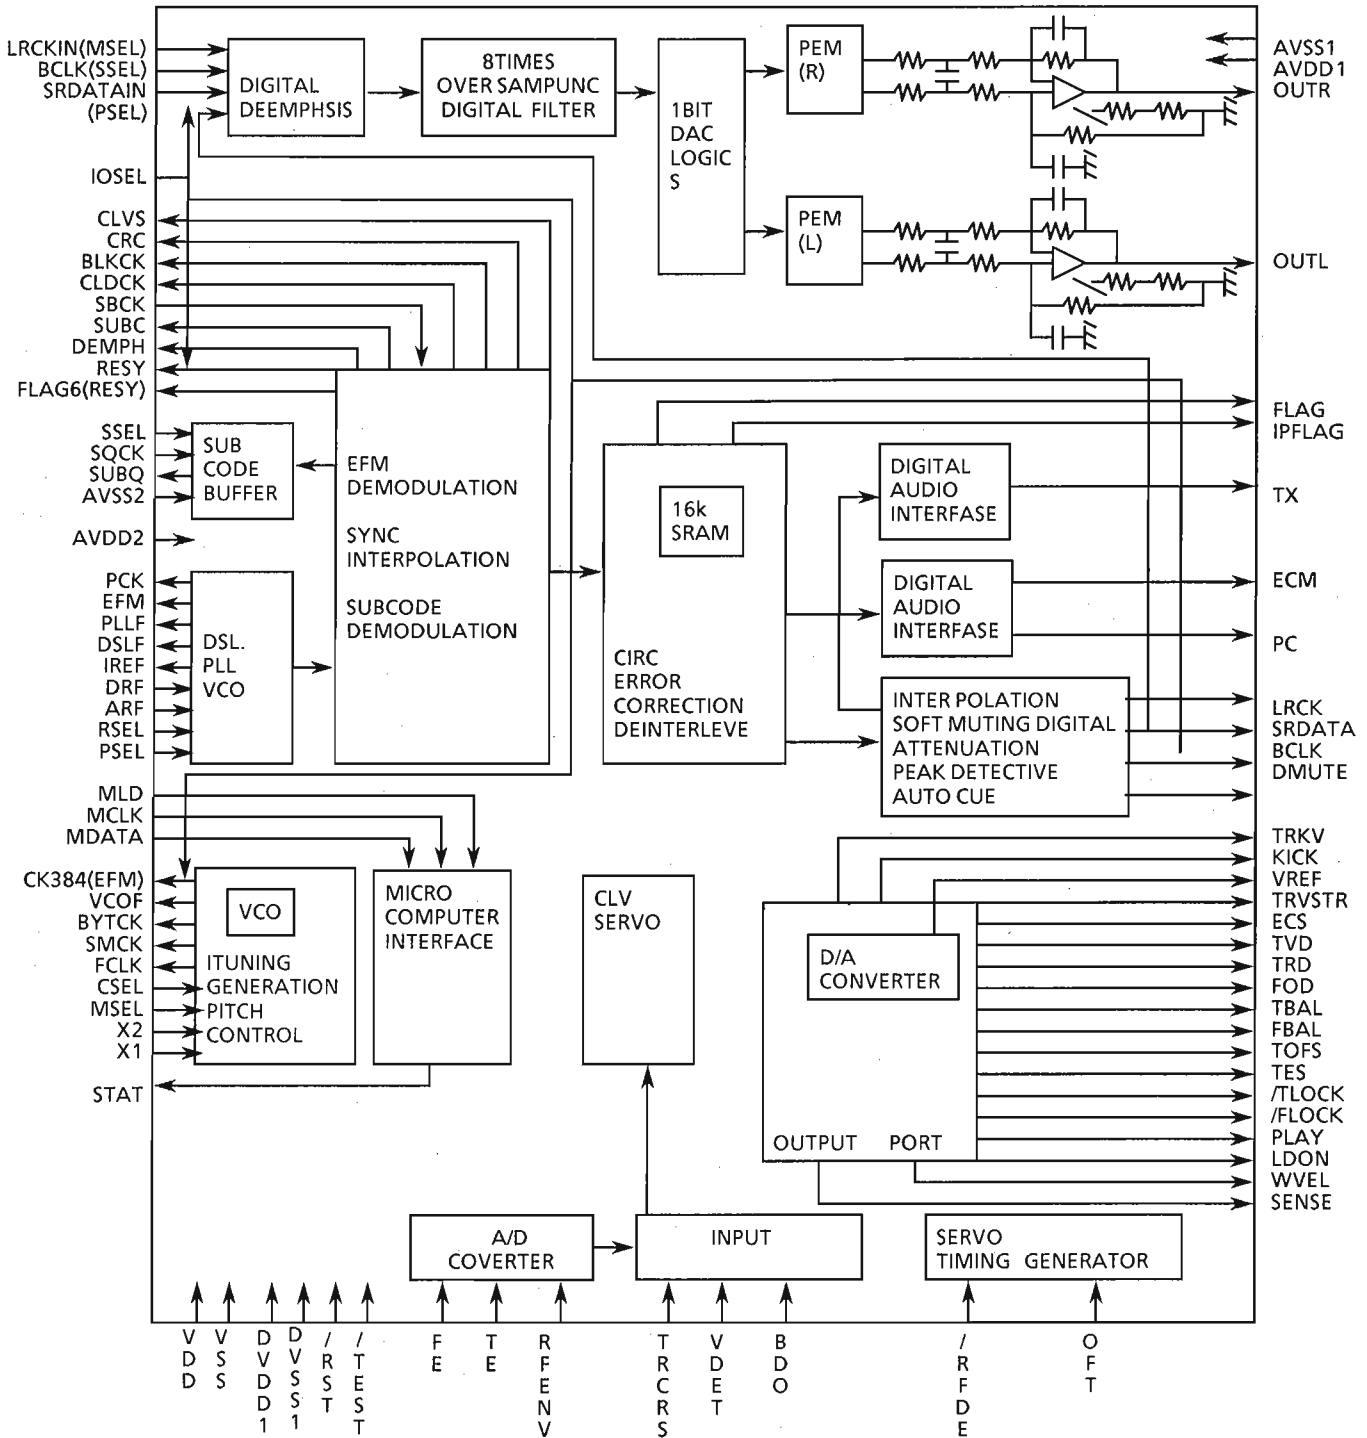 LRCKIN(MSEL)
BCLK(SSEL)
SRDATAIN
(PSEL)
IOSEL
CLVS
CRC
BLKCK
CLDCK
SBCK
SUBC
DEMPH
RESY
FLAG6(RESY)
SSEL
SQCK
SUBQ
AVSS2
AVDD2
PCK
EFM
PLLF
DSLF
IREF
DRF
ARF
RSEL
PSEL
MLD
MCLK
MDATA
CK384(EFM)
VCOF
BYTCK
SMCK
FCLK
CSEL
MSEL
X2
X1
STAT
DIGITAL
DEEMPHSIS
8TIMES
OVER SAMPUNC
DIGITAL FILTER
1BIT
DAC
LOGIC
S
PEM
(R)
PEM
(L)
SUB
CODE
BUFFER
DSL.
PLL
VCO
EFM
DEMODULATION
SYNC
INTERPOLATION
SUBCODE
DEMODULATION
16k
SRAM
CIRC
ERROR
CORRECTION
DEINTERLEVE
DIGITAL
AUDIO
INTERFASE
DIGITAL
AUDIO
INTERFASE
INTER POLATION
SOFT MUTING DIGITAL
ATTENUATION
PEAK DETECTIVE
AUTO CUE
VCO
ITUNING
GENERATION
PITCH
CONTROL
MICRO
COMPUTER
INTERFACE
CLV
SERVO
D/A
CONVERTER
OUTPUT PORT
A/D
COVERTER
INPUT
SERVO
TIMING GENERATOR
AVSS1
AVDD1
OUTR
OUTL
FLAG
IPFLAG
TX
ECM
PC
LRCK
SRDATA
BCLK
DMUTE
TRKV
KICK
VREF
TRVSTR
ECS
TVD
TRD
FOD
TBAL
FBAL
TOFS
TES
/TLOCK
/FLOCK
PLAY
LDON
WVEL
SENSE
VDD
VSS
DVDD1
DVSS1
/RST
/TEST
FE
TE
RFENV
TRCRS
VDET
BDO
/RFDE
OFT